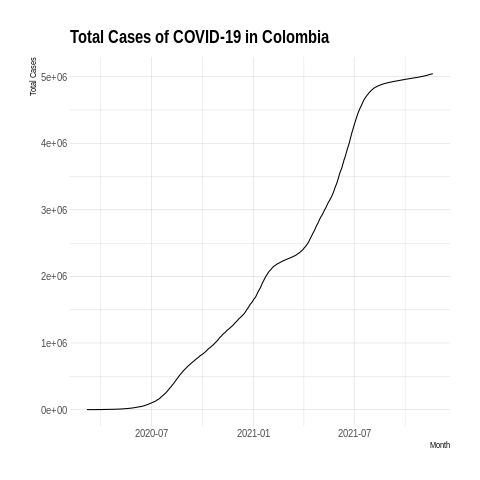 Total Cases of COVID-19 in Colombia
Total Cases
5e+06
4e+06
3e+06
2e+06
1e+06
0e+00
2020-07 2021-01 2021-07
Month